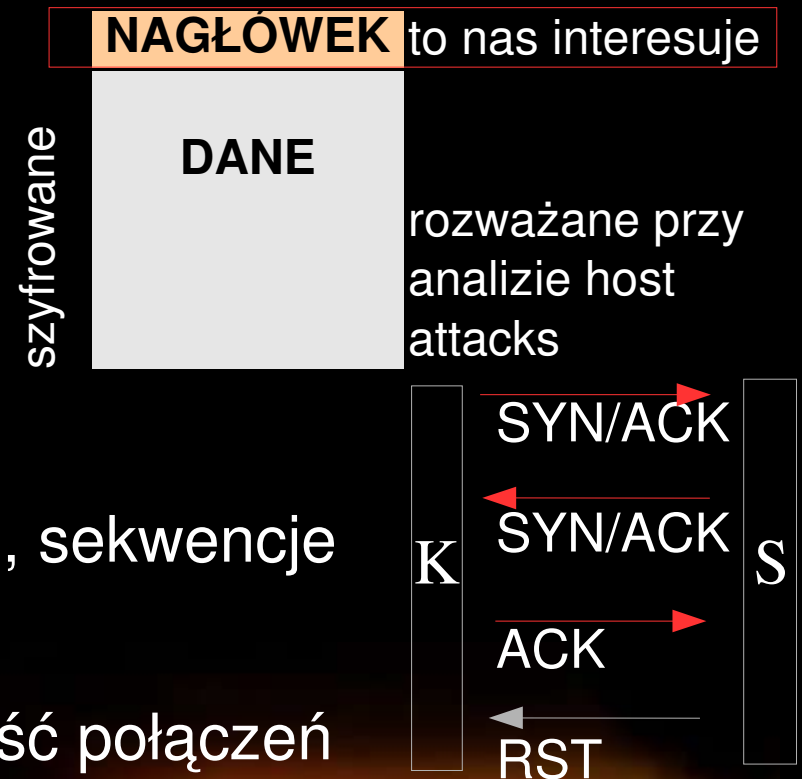 NAGŁÓWEK to nas interesuje
DANE
szyfrowane
rozważane przy
analizie host
attacks
SYN/ACK
, sekwencje
SYN/ACK
K
S
ACK
ść połączeń
RST